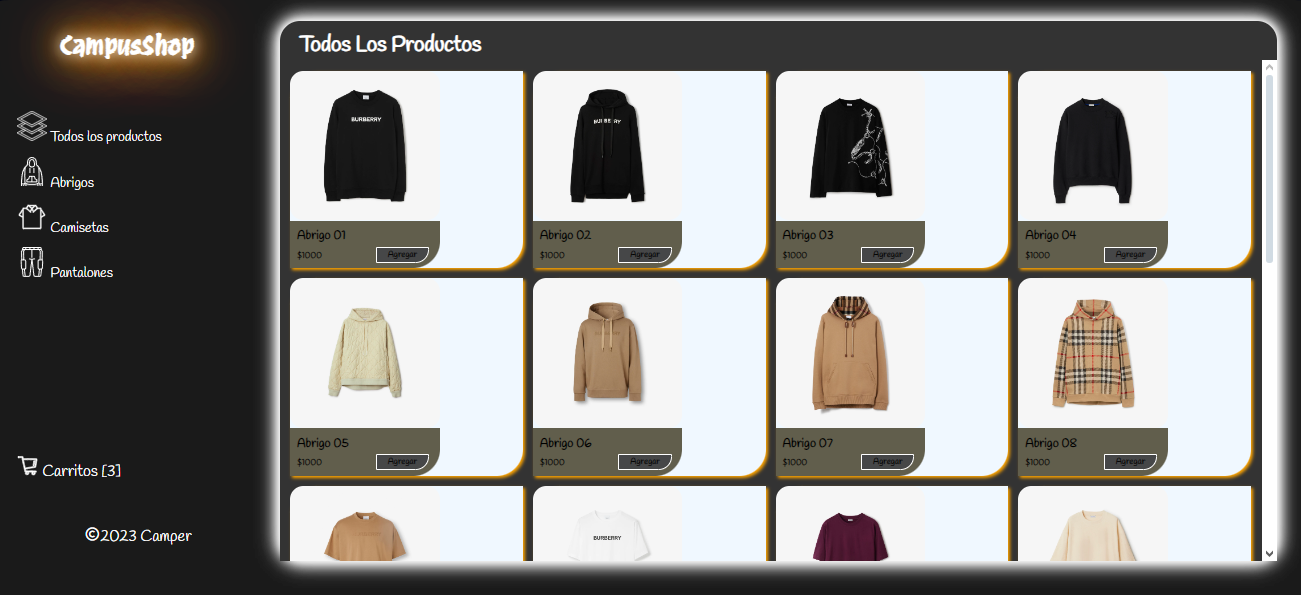 CampusShop
Todos los productos
Abrigos
Camisetas
Pantalones
Carritos [3]
©2023 Camper
Todos Los Productos
BURBERRY
BURBERRY
Abrigo 01
$1000
Agregar
Abrigo 02
$1000
Agregar
Abrigo 03
$1000
Agregar
Abrigo 04
$1000
Agregar
Abrigo 05
$1000
Agregar
Abrigo 06
$1000
Agregar
Abrigo 07
$1000
Agregar
Abrigo 08
$1000
Agregar
BURBERRY